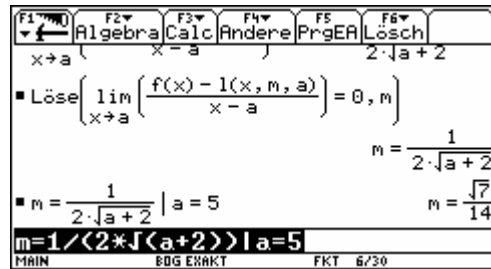 F1 F2 F3 F4 F5 F6
Algebra Calc Andere PrgEA Lösch
x→a ( x − a ) 2·√a + 2
▪ Löse( lim x→a ( (f(x) − l(x, m, a)) / (x − a) ) = 0, m)
m = 1 / (2·√(a + 2))
▪ m = 1 / (2·√(a + 2)) | a = 5 m = √7 / 14
m=1/(2*√(a+2))|a=5
MAIN BOG EXAKT FKT 6/30